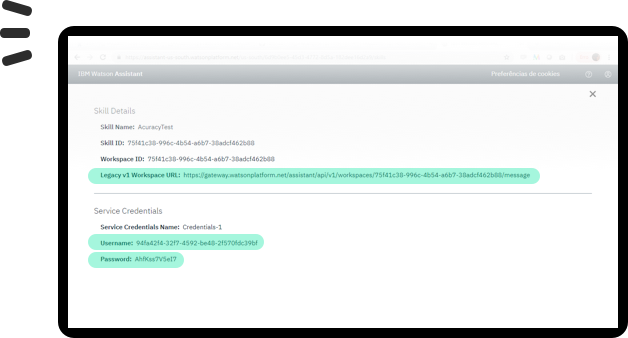 IBM Watson Assistant
Preferências de cookies
Skill Details
Skill Name: AcuracyTest
Skill ID: 75f41c38-996c-4b54-a6b7-38adcf462b88
Workspace ID: 75f41c38-996c-4b54-a6b7-38adcf462b88
Legacy v1 Workspace URL: https://gateway.watsonplatform.net/assistant/api/v1/workspaces/75f41c38-996c-4b54-a6b7-38adcf462b88/message
Service Credentials
Service Credentials Name: Credentials-1
Username: 94fa42f4-32f7-4592-be48-2f570fdc39bf
Password: AhfKss7V5eI7